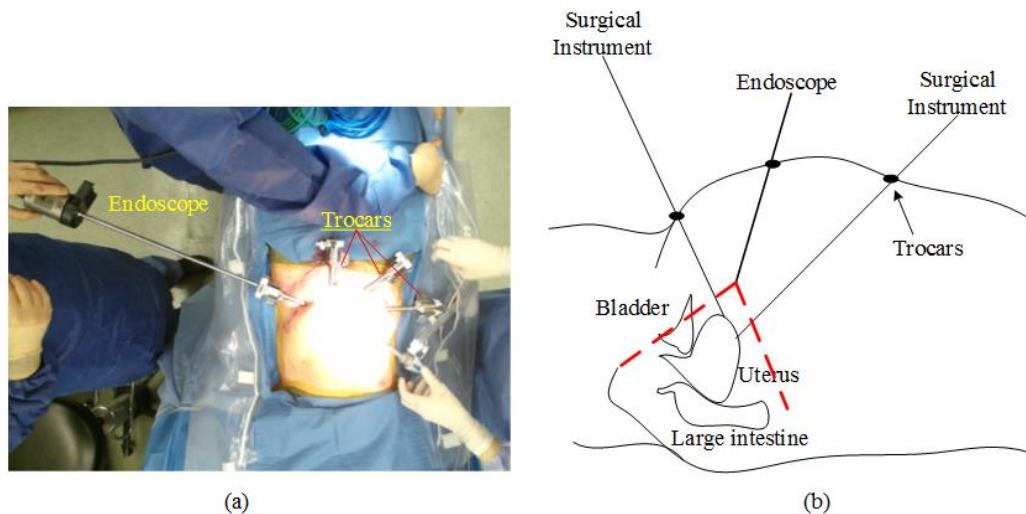 Endoscope
Trocars
(a)
Surgical
Instrument
Endoscope
Surgical
Instrument
Trocars
Bladder
Uterus
Large intestine
(b)